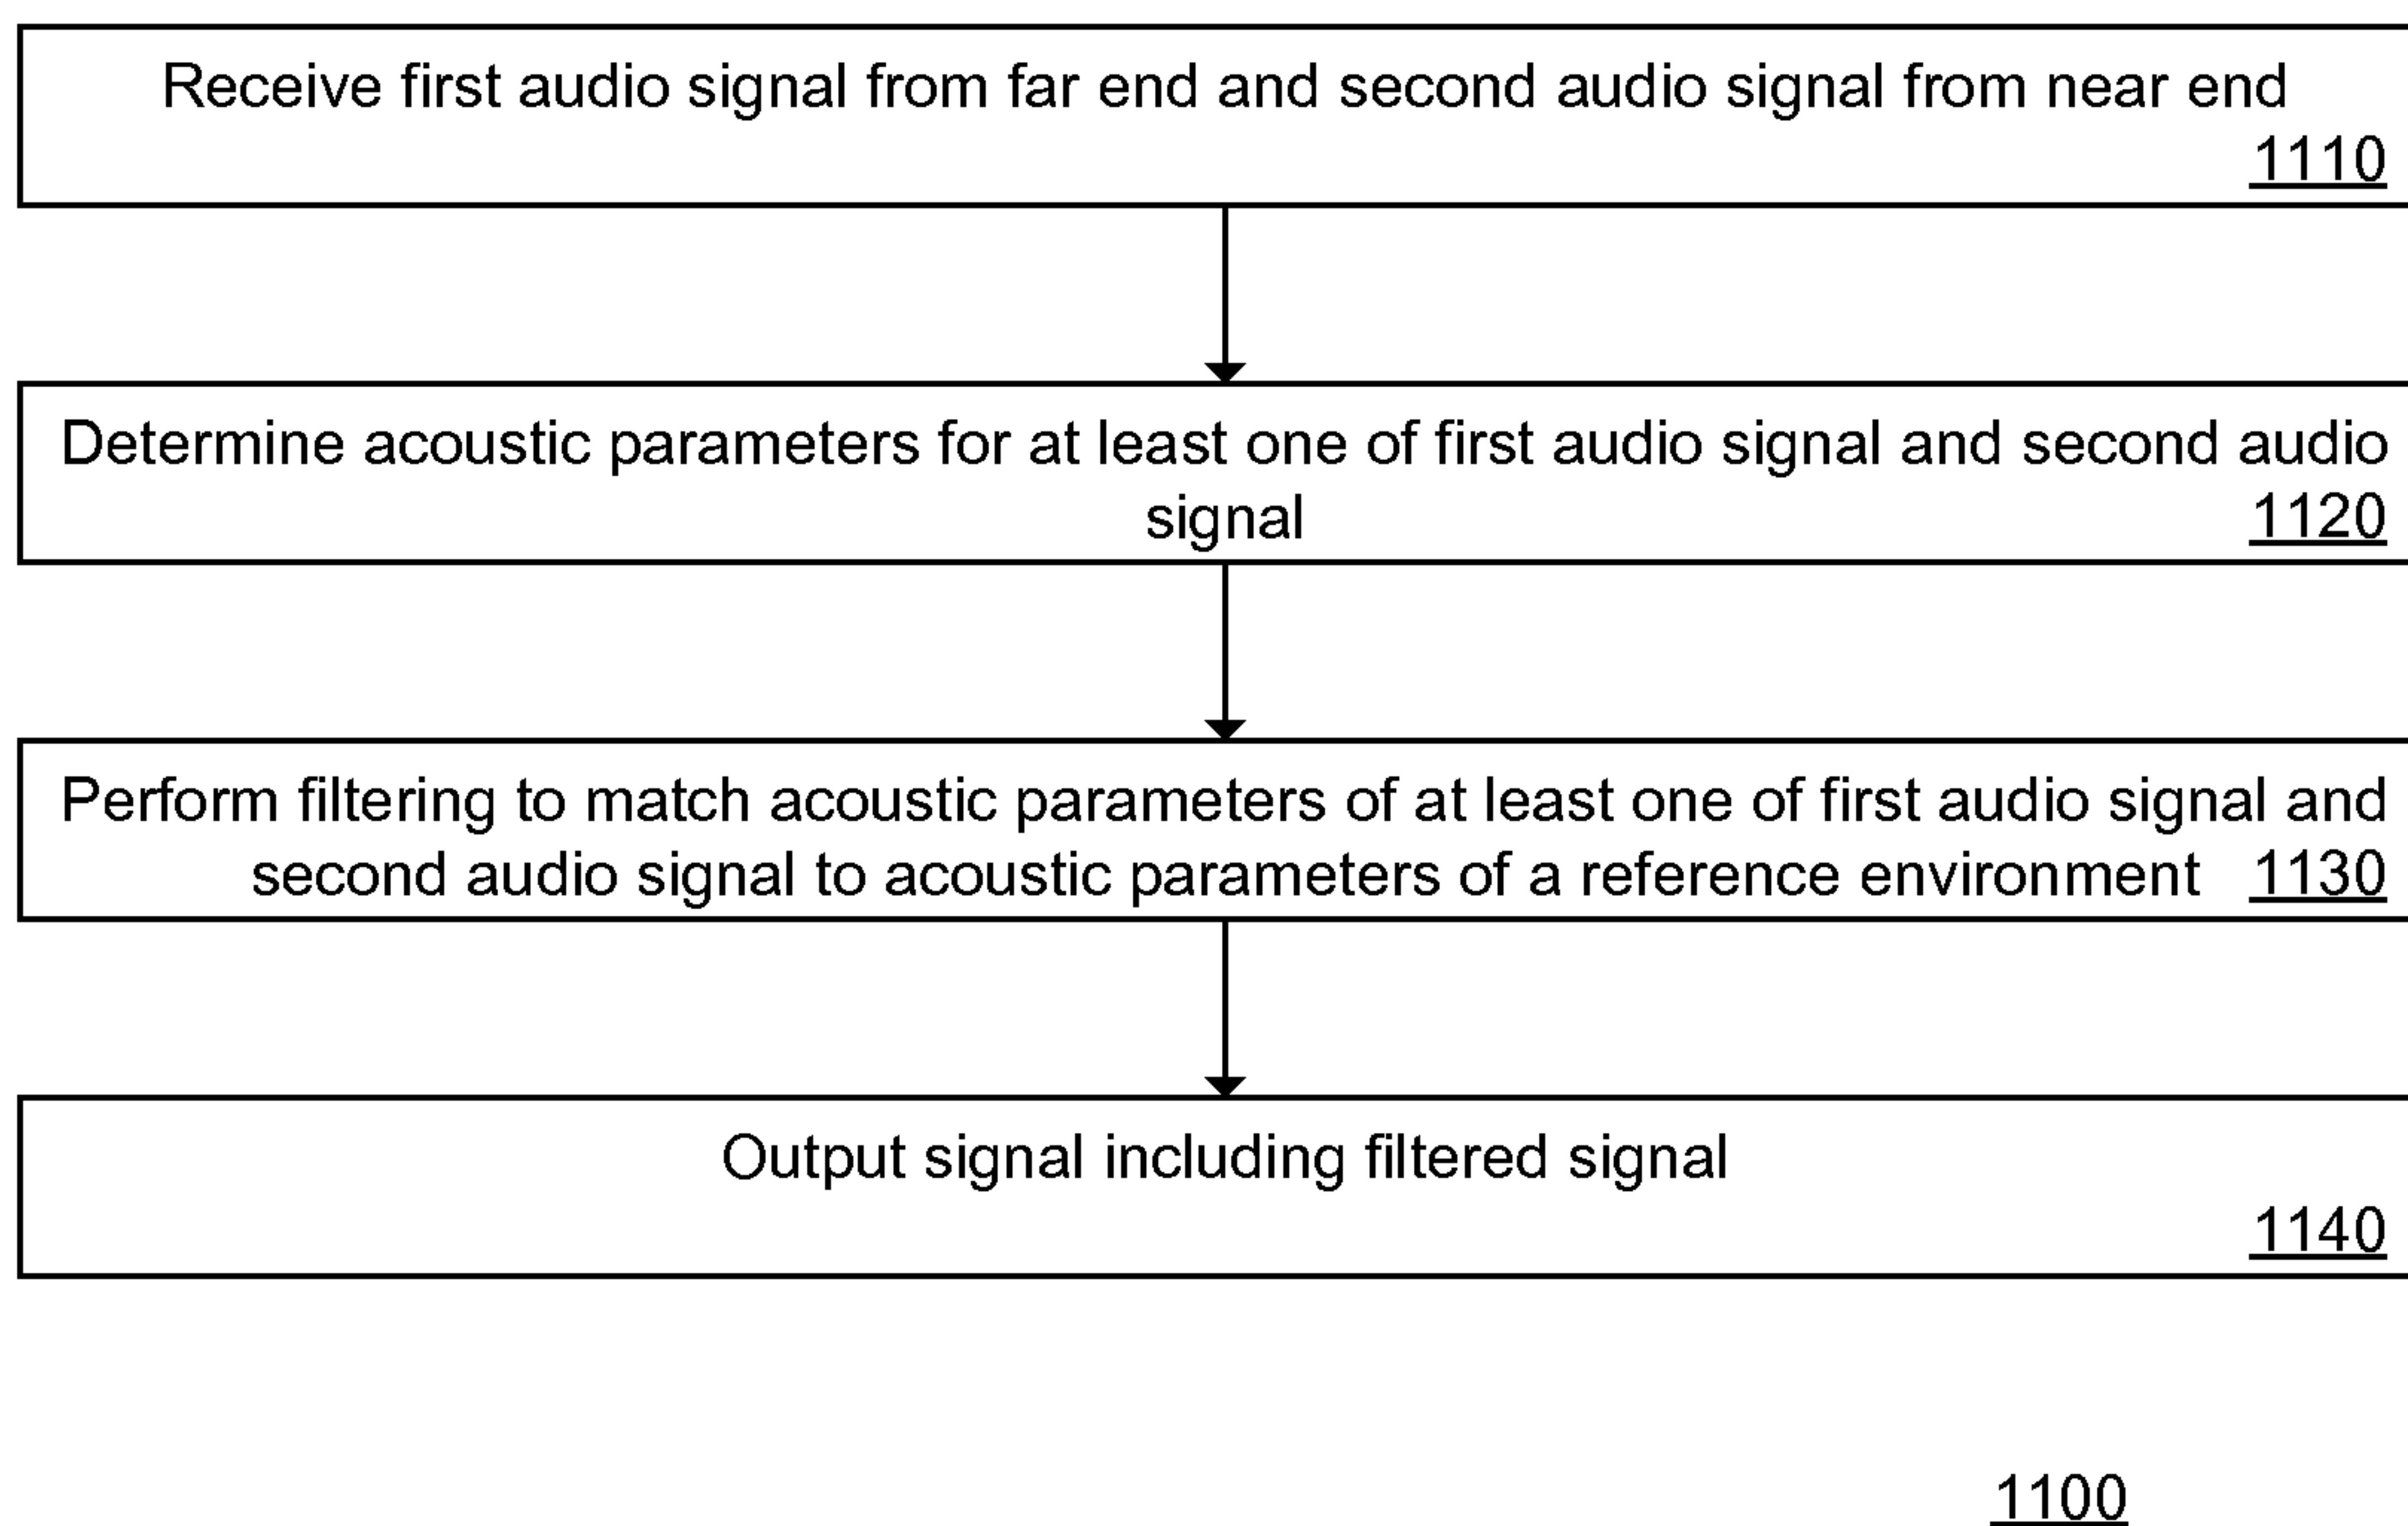 Receive first audio signal from far end and second audio signal from near end
1110
Determine acoustic parameters for at least one of first audio signal and second audio
signal 1120
Perform filtering to match acoustic parameters of at least one of first audio signal and
second audio signal to acoustic parameters of a reference environment 1130
Output signal including filtered signal
1140
1100